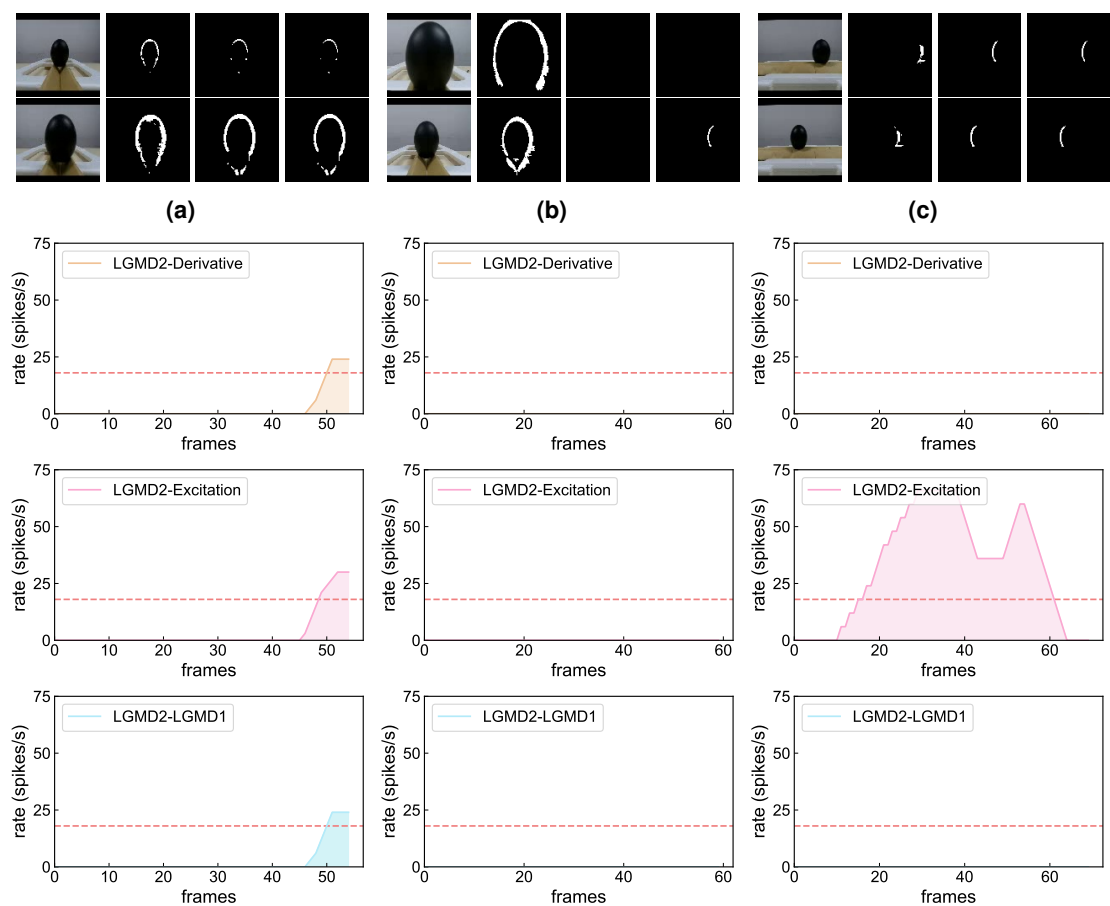 (a) (b) (c)
75
50
25
0
rate (spikes/s)
LGMD2-Derivative
0 10 20 30 40 50
frames
75
50
25
0
rate (spikes/s)
LGMD2-Derivative
0 20 40 60
frames
75
50
25
0
rate (spikes/s)
LGMD2-Derivative
0 20 40 60
frames
75
50
25
0
rate (spikes/s)
LGMD2-Excitation
0 10 20 30 40 50
frames
75
50
25
0
rate (spikes/s)
LGMD2-Excitation
0 20 40 60
frames
75
50
25
0
rate (spikes/s)
LGMD2-Excitation
0 20 40 60
frames
75
50
25
0
rate (spikes/s)
LGMD2-LGMD1
0 10 20 30 40 50
frames
75
50
25
0
rate (spikes/s)
LGMD2-LGMD1
0 20 40 60
frames
75
50
25
0
rate (spikes/s)
LGMD2-LGMD1
0 20 40 60
frames